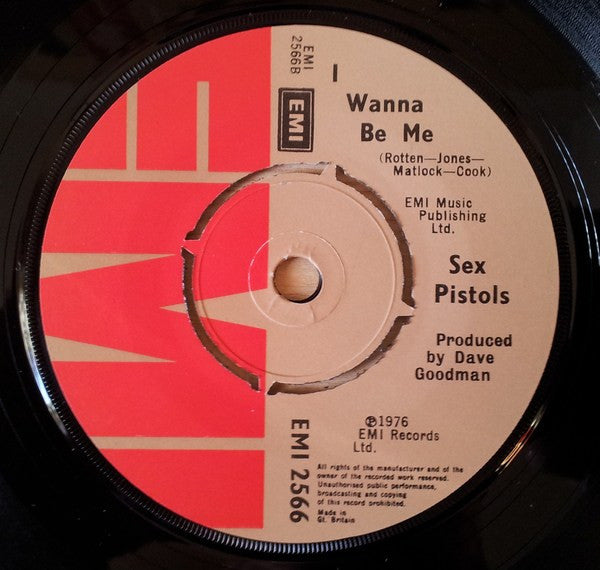 EMI
EMI
2566B
EMI
I
Wanna
Be Me
(Rotten—Jones—
Matlock—Cook)
EMI Music
Publishing
Ltd.
Sex
Pistols
Produced
by Dave
Goodman
℗1976
EMI Records
Ltd.
EMI 2566
All rights of the manufacturer and of the
owner of the recorded work reserved.
Unauthorised public performance,
broadcasting and copying
of this record prohibited.
Made in
Gt. Britain